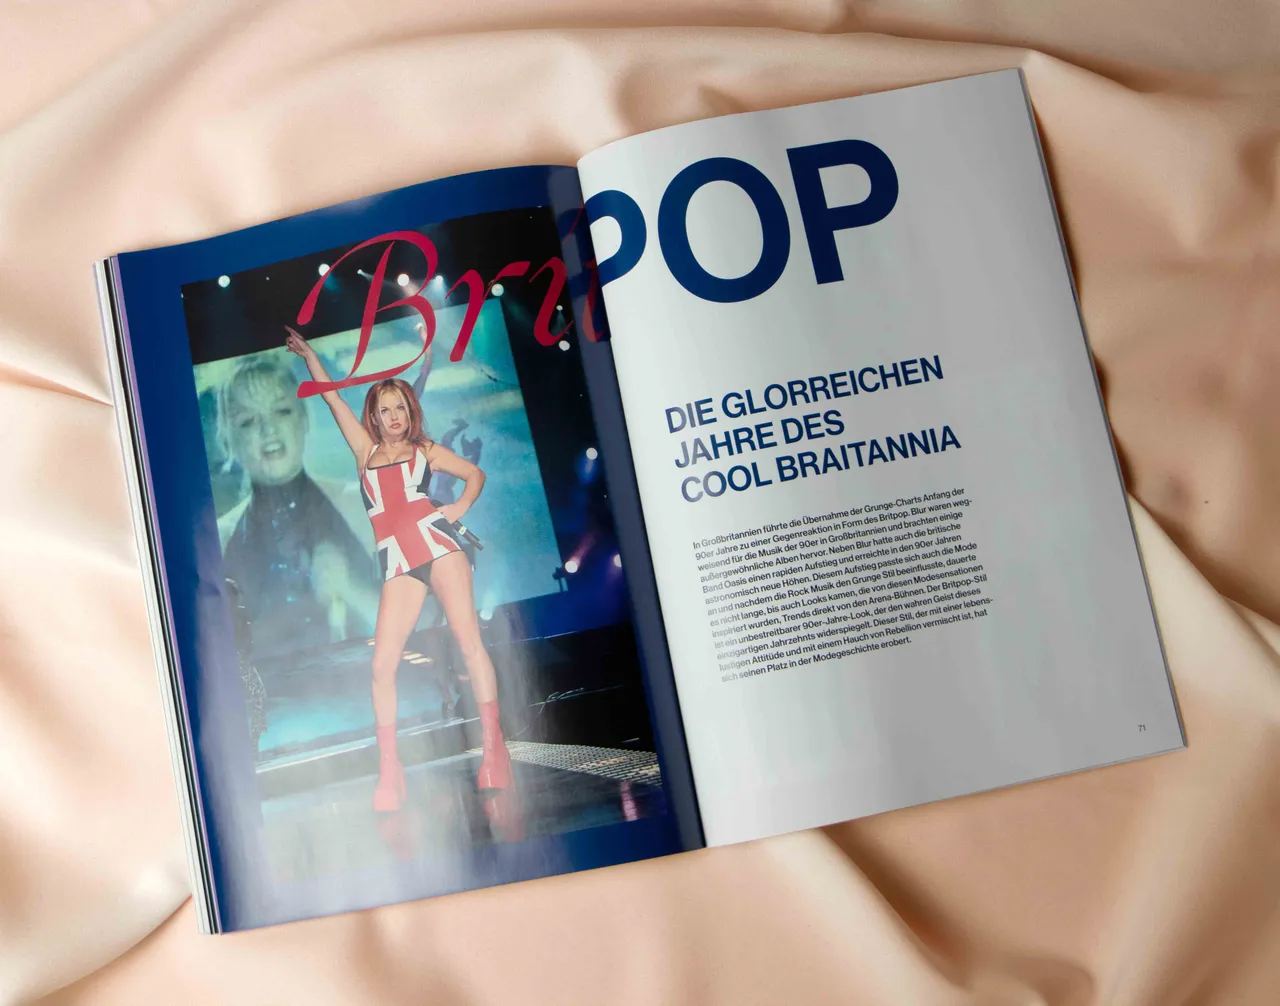 Brit
POP
DIE GLORREICHEN
JAHRE DES
COOL BRAITANNIA
In Großbritannien führte die Übernahme der Grunge-Charts Anfang der
90er Jahre zu einer Gegenreaktion in Form des Britpop. Blur waren weg-
weisend für die Musik der 90er in Großbritannien und brachten einige
außergewöhnliche Alben hervor. Neben Blur hatte auch die britische
Band Oasis einen rapiden Aufstieg und erreichte in den 90er Jahren
astronomisch neue Höhen. Diesem Aufstieg passte sich auch die Mode
an und nachdem die Rock Musik den Grunge Stil beeinflusste, dauerte
es nicht lange, bis auch Looks kamen, die von diesen Modesensationen
inspiriert wurden, Trends direkt von den Arena-Bühnen. Der Britpop-Stil
ist ein unbestreitbarer 90er-Jahre-Look, der den wahren Geist dieses
einzigartigen Jahrzehnts widerspiegelt. Dieser Stil, der mit einer lebens-
lustigen Attitüde und mit einem Hauch von Rebellion vermischt ist, hat
sich seinen Platz in der Modegeschichte erobert.
71